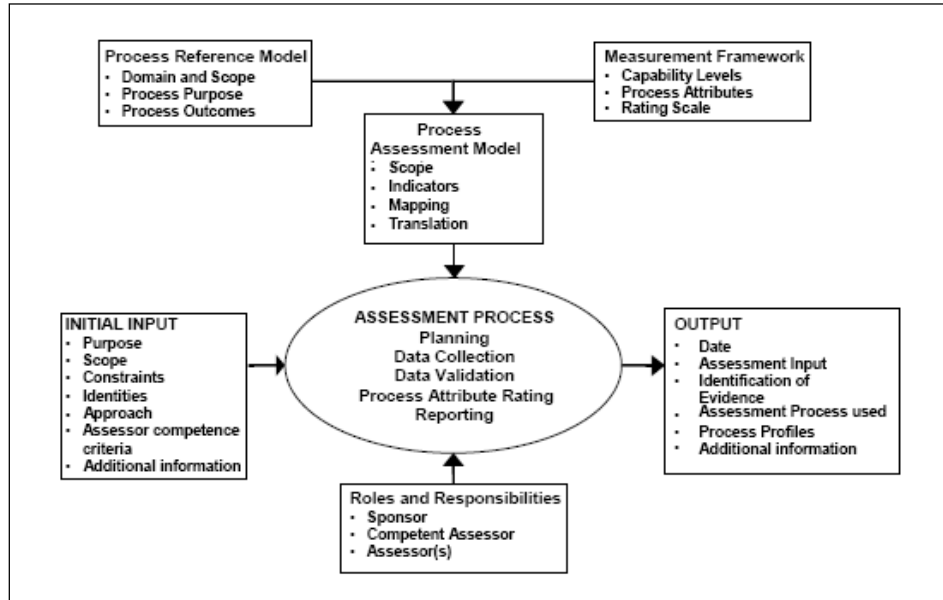 Process Reference Model
▪ Domain and Scope
▪ Process Purpose
▪ Process Outcomes
Measurement Framework
▪ Capability Levels
▪ Process Attributes
▪ Rating Scale
Process
Assessment Model
▪ Scope
▪ Indicators
▪ Mapping
▪ Translation
INITIAL INPUT
▪ Purpose
▪ Scope
▪ Constraints
▪ Identities
▪ Approach
▪ Assessor competence
criteria
▪ Additional information
ASSESSMENT PROCESS
Planning
Data Collection
Data Validation
Process Attribute Rating
Reporting
OUTPUT
▪ Date
▪ Assessment Input
▪ Identification of
Evidence
▪ Assessment Process used
▪ Process Profiles
▪ Additional information
Roles and Responsibilities
▪ Sponsor
▪ Competent Assessor
▪ Assessor(s)